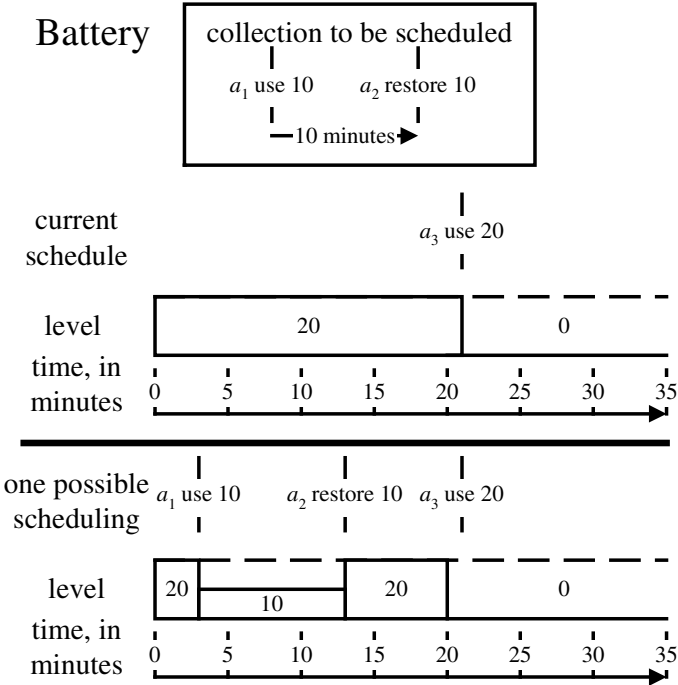 Battery
collection to be scheduled
a1 use 10 a2 restore 10
10 minutes
current
schedule
a3 use 20
level 20 0
time, in
minutes
0 5 10 15 20 25 30 35
one possible
scheduling
a1 use 10 a2 restore 10 a3 use 20
level 20 10 20 0
time, in
minutes
0 5 10 15 20 25 30 35